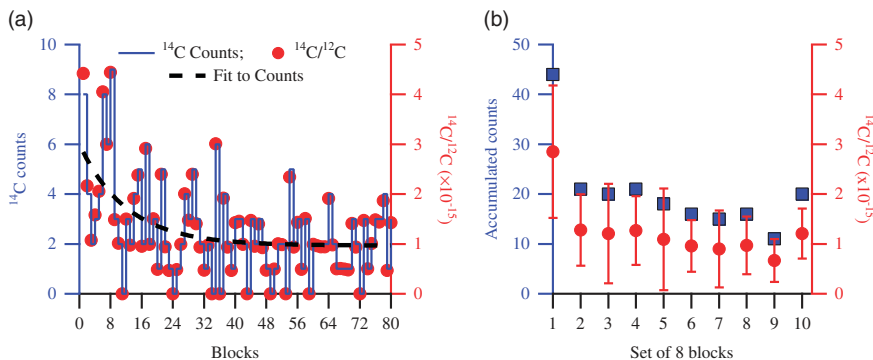 (a)
¹⁴C Counts; ¹⁴C/¹²C
Fit to Counts
¹⁴C counts
10
8
6
4
2
0
¹⁴C/¹²C (×10⁻¹⁵)
5
4
3
2
1
0
0 8 16 24 32 40 48 56 64 72 80
Blocks
(b)
Accumulated counts
50
40
30
20
10
0
¹⁴C/¹²C (x10⁻¹⁵)
5
4
3
2
1
0
1 2 3 4 5 6 7 8 9 10
Set of 8 blocks